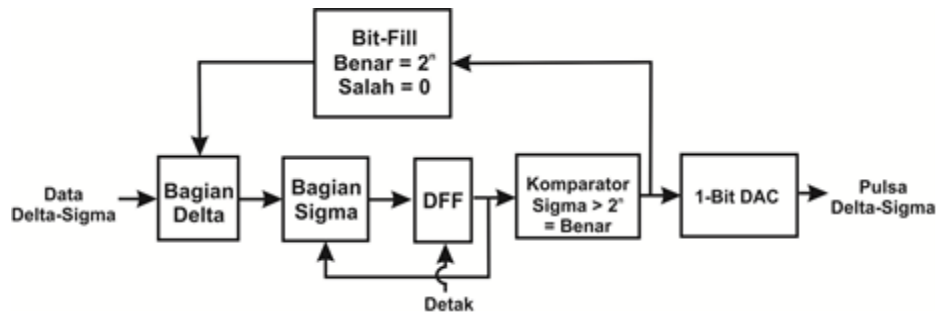 Bit-Fill
Benar = 2ⁿ
Salah = 0
Data
Delta-Sigma
Bagian
Delta
Bagian
Sigma
DFF
Komparator
Sigma > 2ⁿ
= Benar
1-Bit DAC
Pulsa
Delta-Sigma
Detak